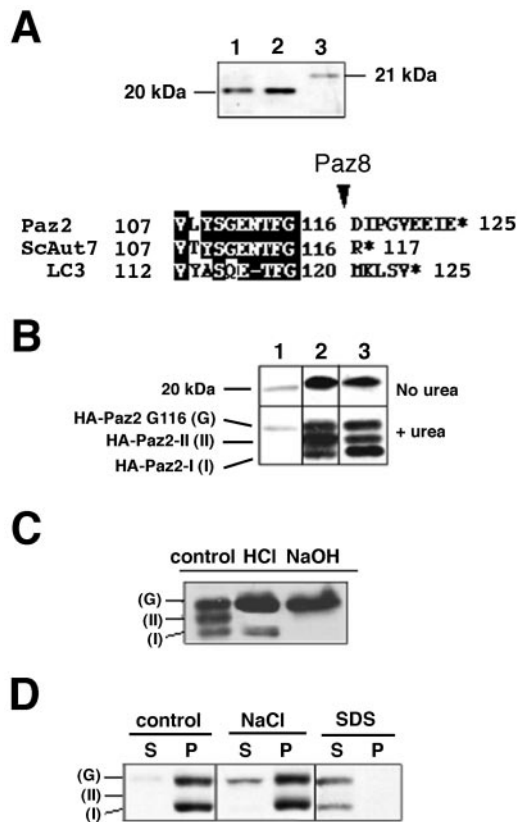 A
1 2 3
20 kDa
21 kDa
Paz8
Paz2 107 VLYSGENTFG 116 DIPGVEEIE* 125
ScAut7 107 VTYSGENTFG 116 R* 117
LC3 112 VYASQE-TFG 120 MKLSV* 125
B
1 2 3
20 kDa
No urea
HA-Paz2 G116 (G)
HA-Paz2-II (II)
+ urea
HA-Paz2-I (I)
C
control HCl NaOH
(G)
(II)
(I)
D
control NaCl SDS
S P S P S P
(G)
(II)
(I)